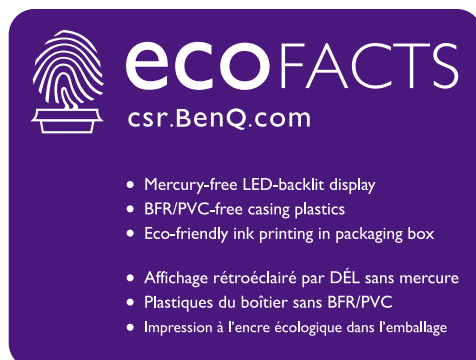 ecoFACTS
csr.BenQ.com
• Mercury-free LED-backlit display
• BFR/PVC-free casing plastics
• Eco-friendly ink printing in packaging box
• Affichage rétroéclairé par DÉL sans mercure
• Plastiques du boîtier sans BFR/PVC
• Impression à l'encre écologique dans l'emballage